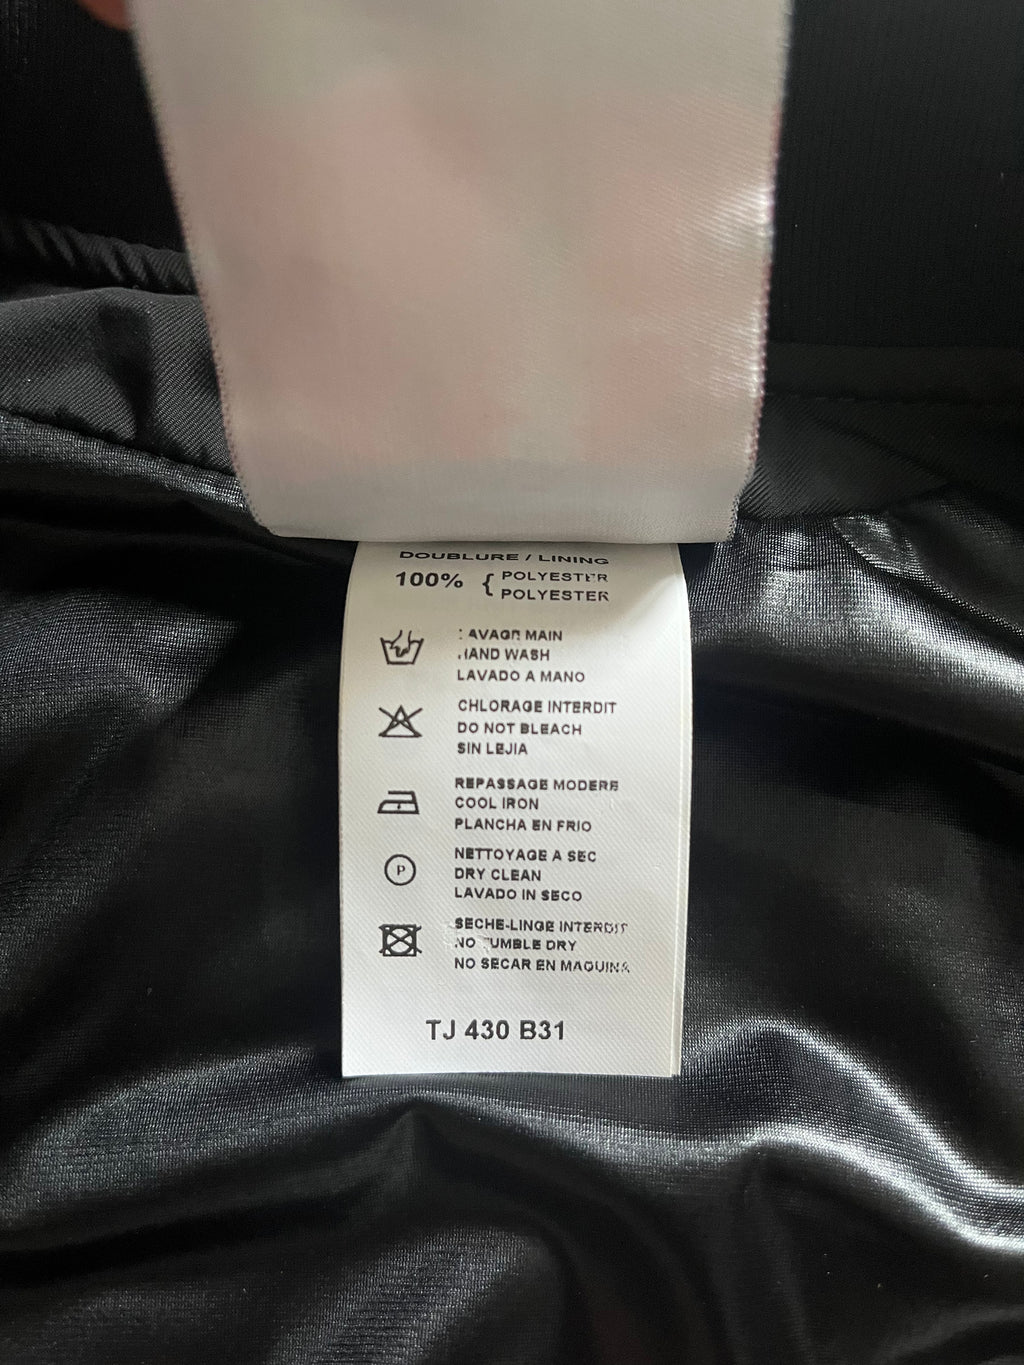 DOUBLURE / LINING
100% { POLYESTER
POLYESTER
LAVAGE MAIN
HAND WASH
LAVADO A MANO
CHLORAGE INTERDIT
DO NOT BLEACH
SIN LEJIA
REPASSAGE MODERE
COOL IRON
PLANCHA EN FRIO
P
NETTOYAGE A SEC
DRY CLEAN
LAVADO IN SECO
SECHE-LINGE INTERDIT
NO TUMBLE DRY
NO SECAR EN MAQUINA
TJ 430 B31